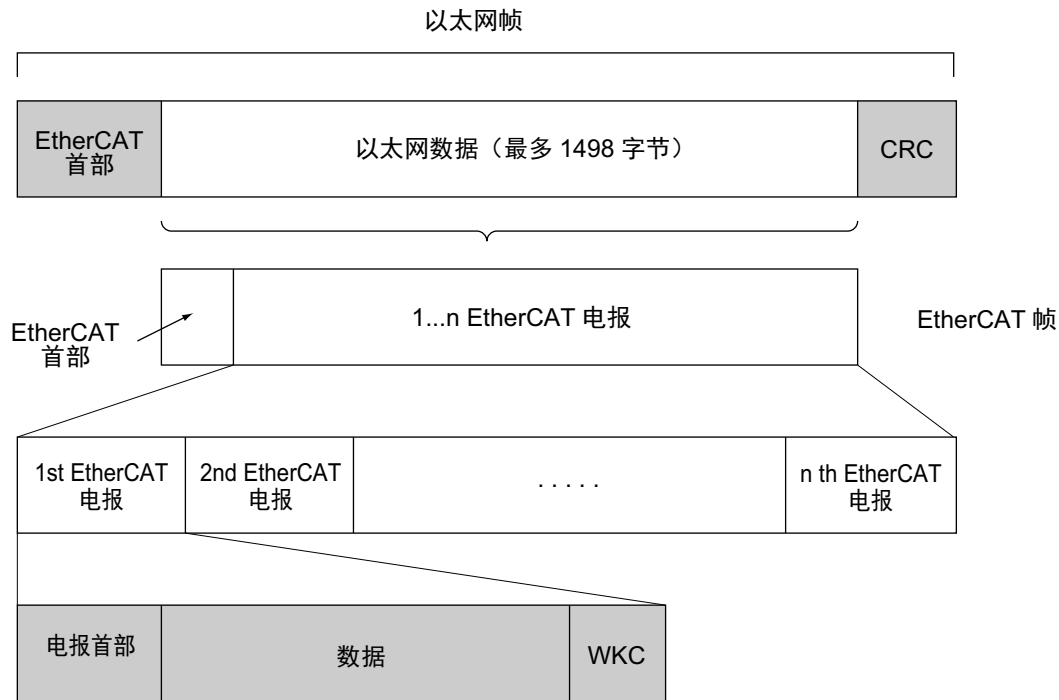 以太网帧
EtherCAT
首部
以太网数据（最多 1498 字节）
CRC
EtherCAT
首部
1...n EtherCAT 电报
EtherCAT 帧
1st EtherCAT
电报
2nd EtherCAT
电报
. . . . .
n th EtherCAT
电报
电报首部
数据
WKC